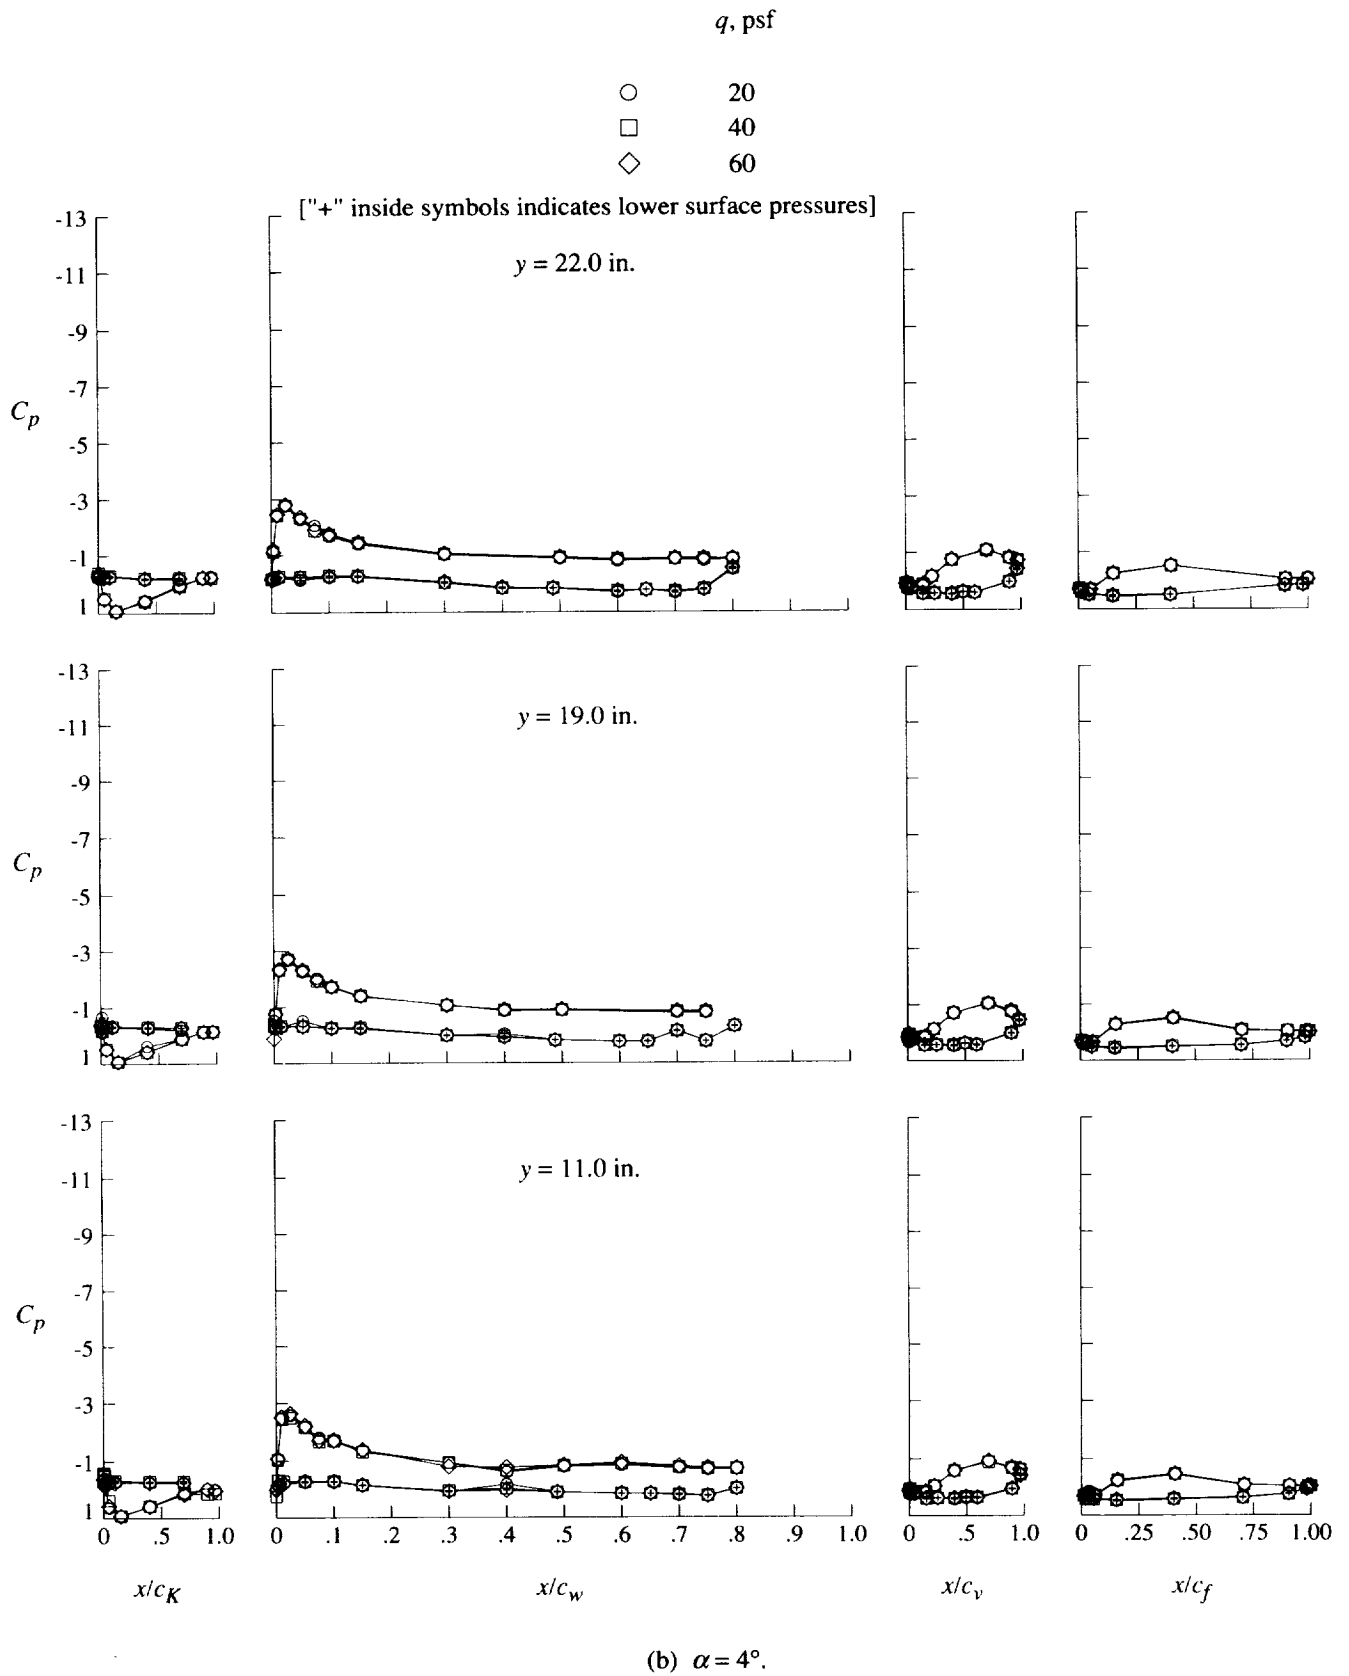 q, psf
20
40
60
["+" inside symbols indicates lower surface pressures]
y = 22.0 in.
-13
-11
-9
-7
-5
-3
-1
1
C_p
y = 19.0 in.
-13
-11
-9
-7
-5
-3
-1
1
C_p
y = 11.0 in.
-13
-11
-9
-7
-5
-3
-1
1
C_p
0 .5 1.0 0 .1 .2 .3 .4 .5 .6 .7 .8 1.0 0 .5 1.0 0 .25 .50 .75 1.00
x/c_K x/c_w x/c_v x/c_f
(b) α = 4°.